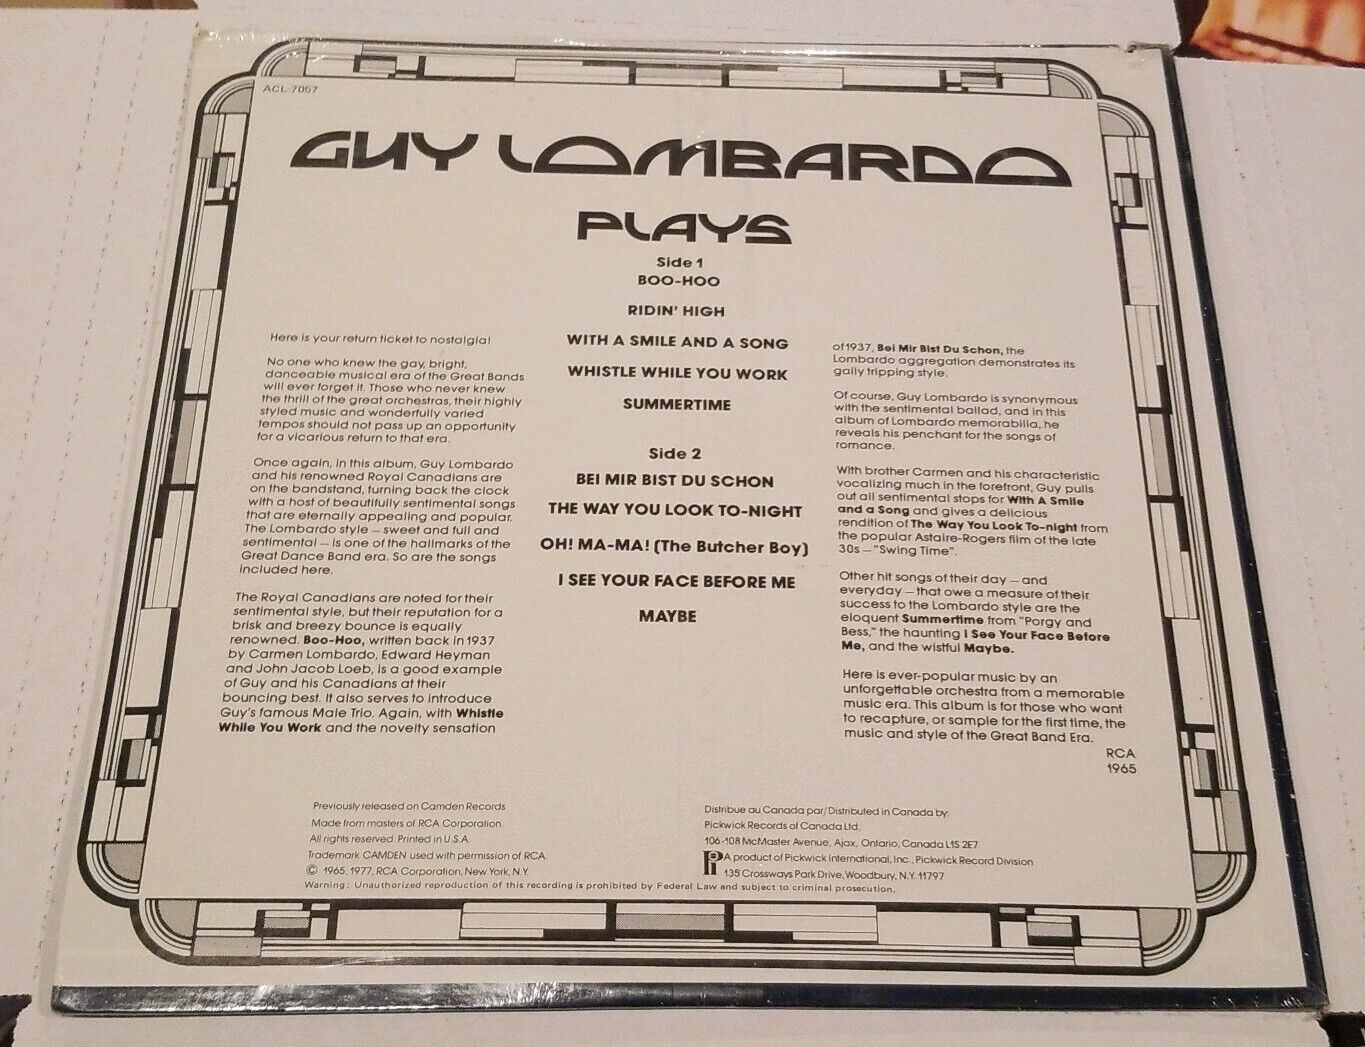 ACL-7057
GUY LOMBARDO
PLAYS
Side 1
BOO-HOO
RIDIN' HIGH
WITH A SMILE AND A SONG
WHISTLE WHILE YOU WORK
SUMMERTIME
Side 2
BEI MIR BIST DU SCHON
THE WAY YOU LOOK TO-NIGHT
OH! MA-MA! (The Butcher Boy)
I SEE YOUR FACE BEFORE ME
MAYBE
Here is your return ticket to nostalgia!
No one who knew the gay, bright,
danceable musical era of the Great Bands
will ever forget it. Those who never knew
the thrill of the great orchestras, their highly
styled music and wonderfully varied
tempos should not pass up an opportunity
for a vicarious return to that era.
Once again, in this album, Guy Lombardo
and his renowned Royal Canadians are
on the bandstand, turning back the clock
with a host of beautifully sentimental songs
that are eternally appealing and popular.
The Lombardo style – sweet and full and
sentimental – is one of the hallmarks of the
Great Dance Band era. So are the songs
included here.
The Royal Canadians are noted for their
sentimental style, but their reputation for a
brisk and breezy bounce is equally
renowned. Boo-Hoo, written back in 1937
by Carmen Lombardo, Edward Heyman
and John Jacob Loeb, is a good example
of Guy and his Canadians at their
bouncing best. It also serves to introduce
Guy's famous Male Trio. Again, with Whistle
While You Work and the novelty sensation
of 1937, Bei Mir Bist Du Schon, the
Lombardo aggregation demonstrates its
gaily tripping style.
Of course, Guy Lombardo is synonymous
with the sentimental ballad, and in this
album of Lombardo memorabilia, he
reveals his penchant for the songs of
romance.
With brother Carmen and his characteristic
vocalizing much in the forefront, Guy pulls
out all sentimental stops for With A Smile
and a Song and gives a delicious
rendition of The Way You Look To-night from
the popular Astaire-Rogers film of the late
30s – "Swing Time".
Other hit songs of their day – and
everyday – that owe a measure of their
success to the Lombardo style are the
eloquent Summertime from "Porgy and
Bess," the haunting I See Your Face Before
Me, and the wistful Maybe.
Here is ever-popular music by an
unforgettable orchestra from a memorable
music era. This album is for those who want
to recapture, or sample for the first time, the
music and style of the Great Band Era.
RCA
1965
Previously released on Camden Records
Made from masters of RCA Corporation.
All rights reserved. Printed in U.S.A.
Trademark CAMDEN used with permission of RCA.
© 1965, 1977, RCA Corporation, New York, N.Y.
Distribue au Canada par/Distributed in Canada by:
Pickwick Records of Canada Ltd.
106-108 McMaster Avenue, Ajax, Ontario, Canada L1S 2E7
A product of Pickwick International, Inc., Pickwick Record Division
135 Crossways Park Drive, Woodbury, N.Y. 11797
Warning: Unauthorized reproduction of this recording is prohibited by Federal Law and subject to criminal prosecution.